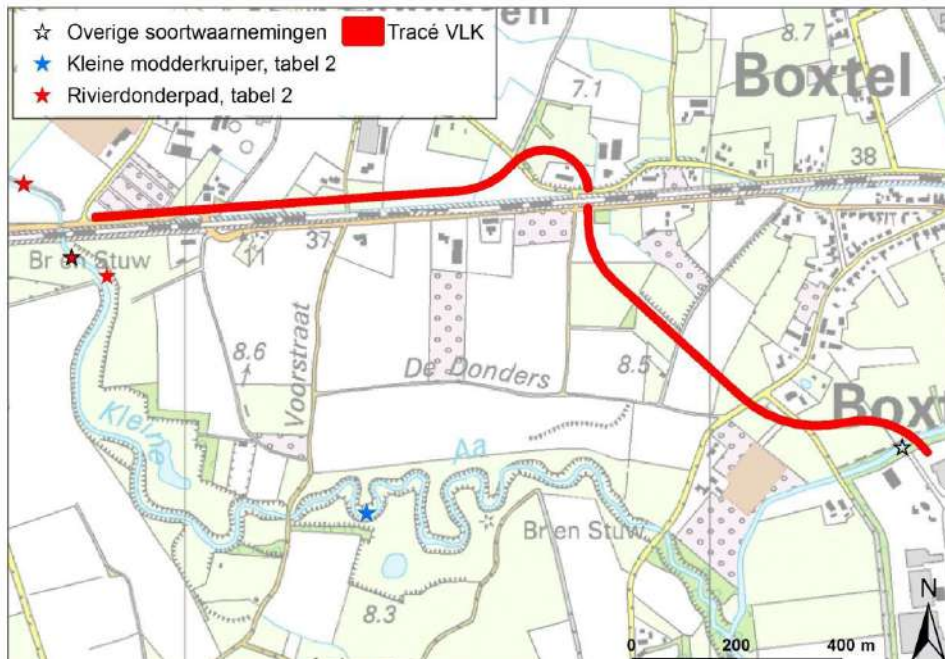 Overige soortwaarnemingen
Tracé VLK
Kleine modderkruiper, tabel 2
Rivierdonderpad, tabel 2
8.7
Boxtel
7.1
38
37
11
Br en Stuw
8.6
Voorstraat
De Donders
8.5
Kleine
Aa
Boxt
Br en Stuw
8.3
N
0 200 400 m